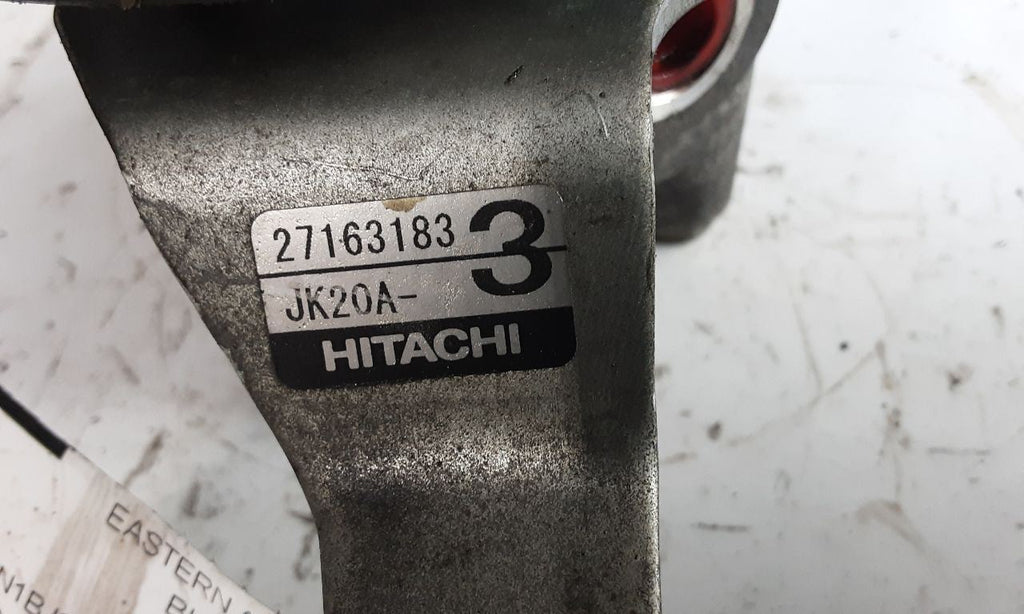 27163183
3
JK20A-
HITACHI
EASTERN